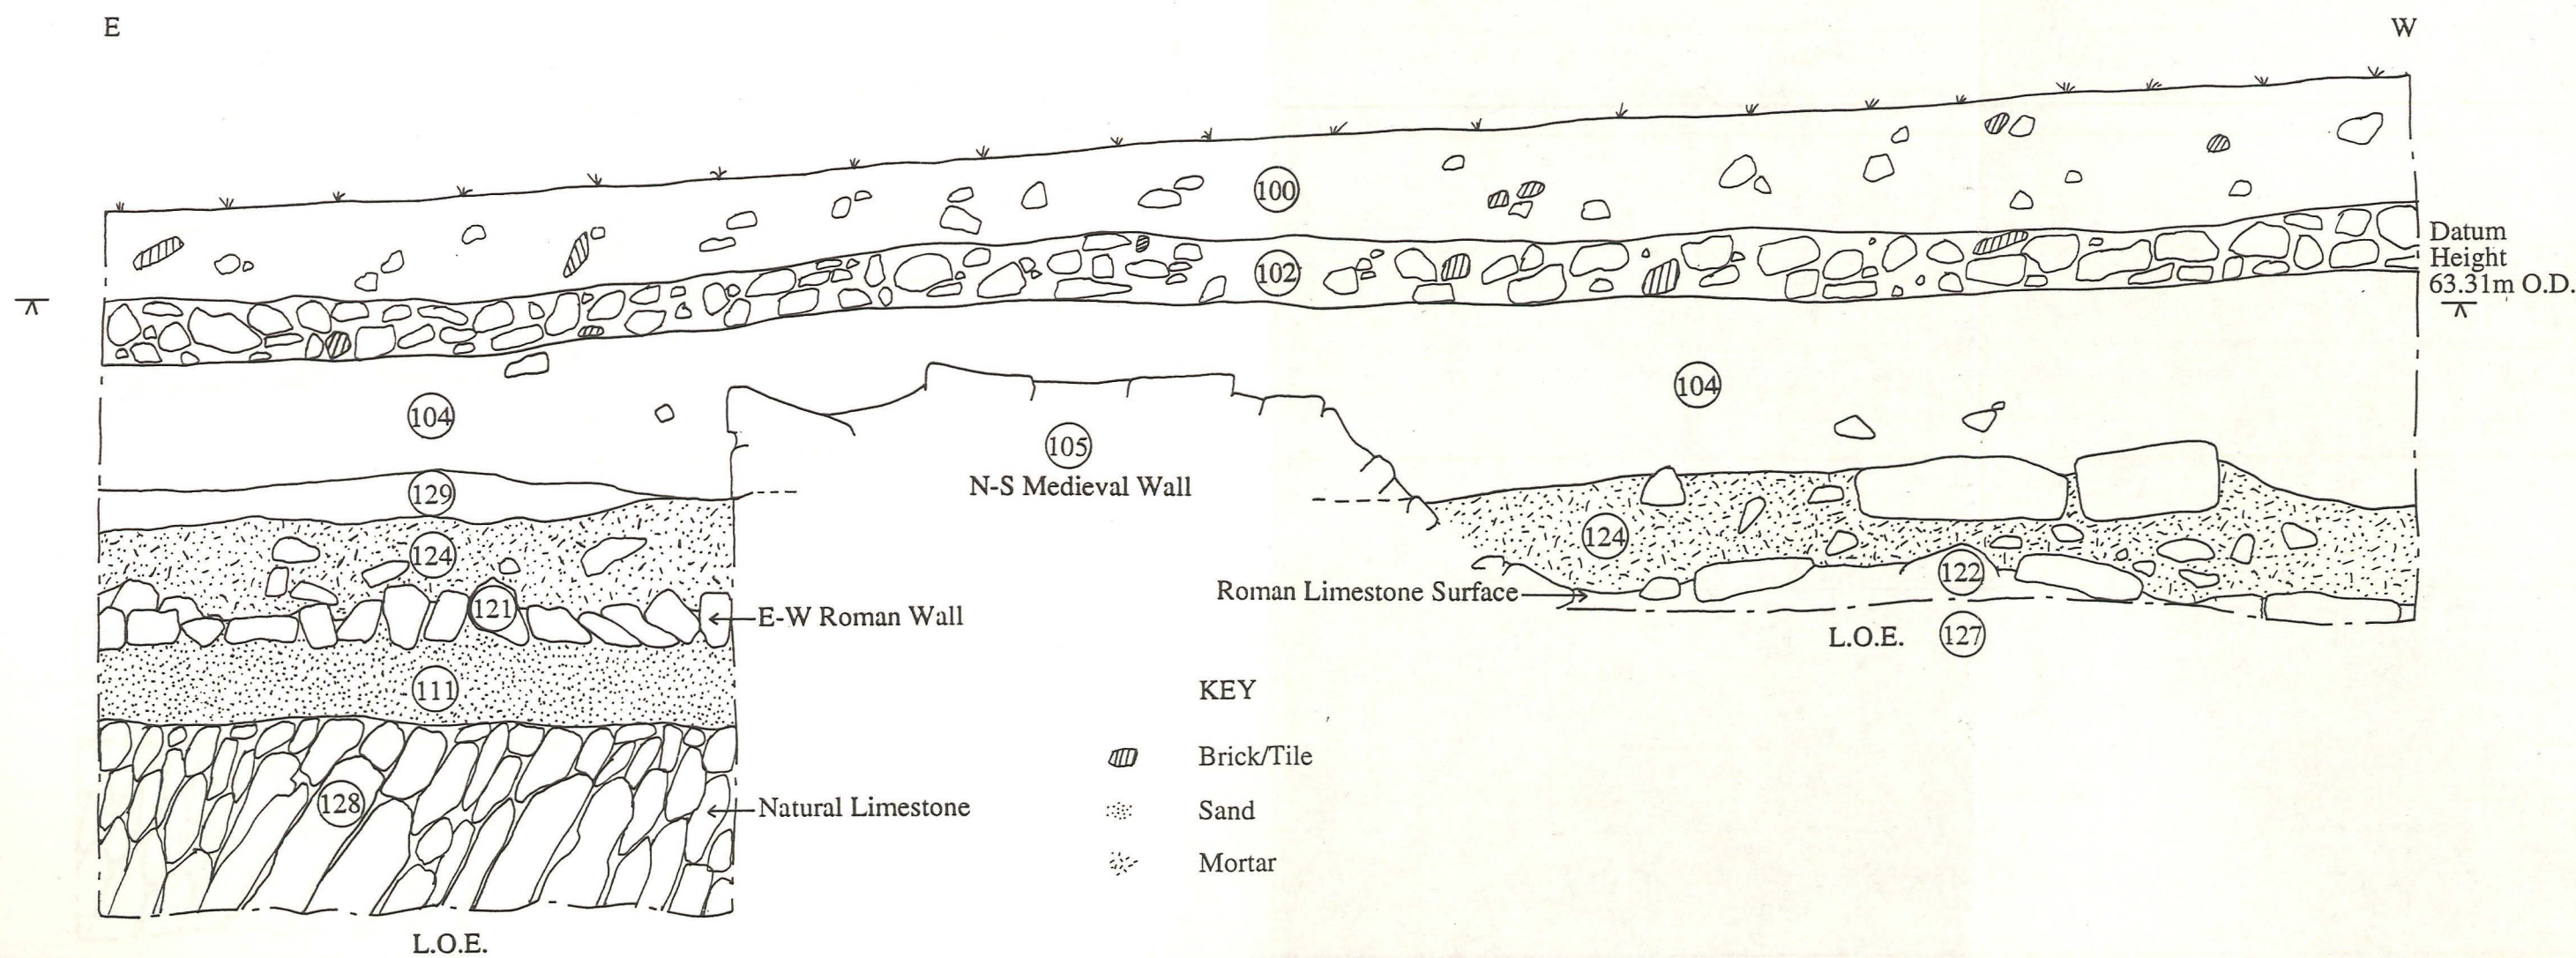 E
W
100
Datum
Height
63.31m O.D.
102
104
104
105
N-S Medieval Wall
129
124
124
122
Roman Limestone Surface
121
E-W Roman Wall
L.O.E. 127
111
KEY
Brick/Tile
128
Natural Limestone
Sand
Mortar
L.O.E.